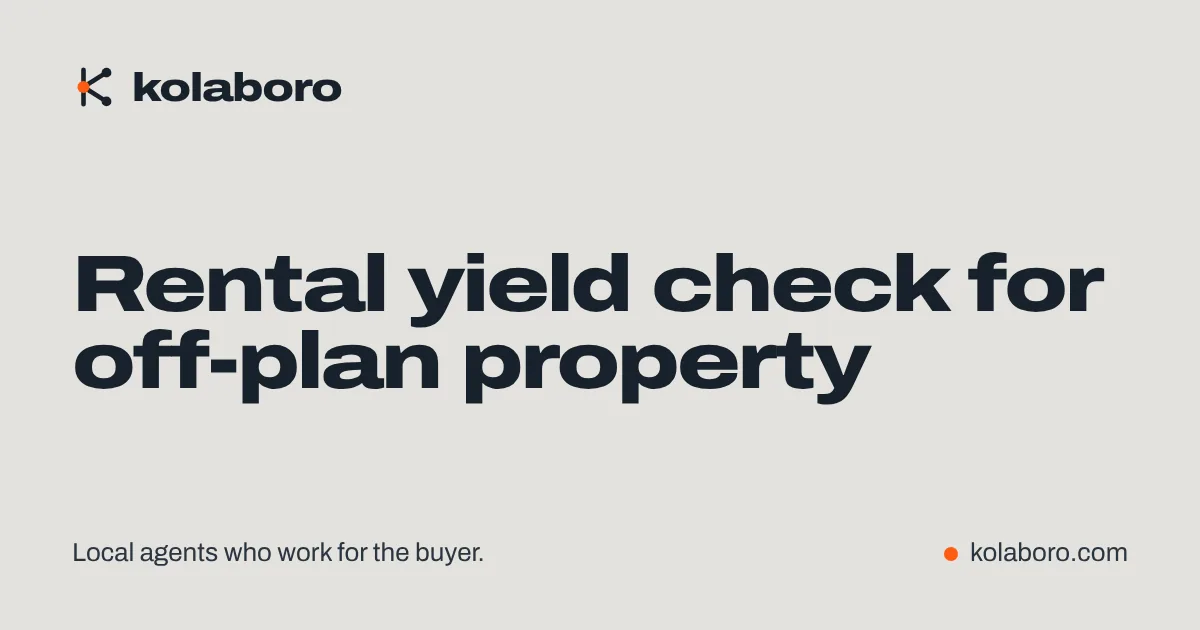 kolaboro
Rental yield check for
off-plan property
Local agents who work for the buyer.
kolaboro.com